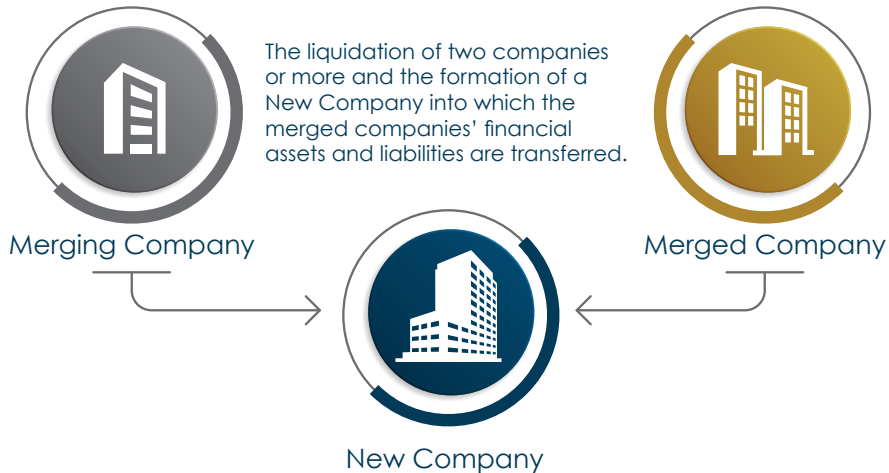 The liquidation of two companies
or more and the formation of a
New Company into which the
merged companies’ financial
assets and liabilities are transferred.
Merging Company
Merged Company
New Company